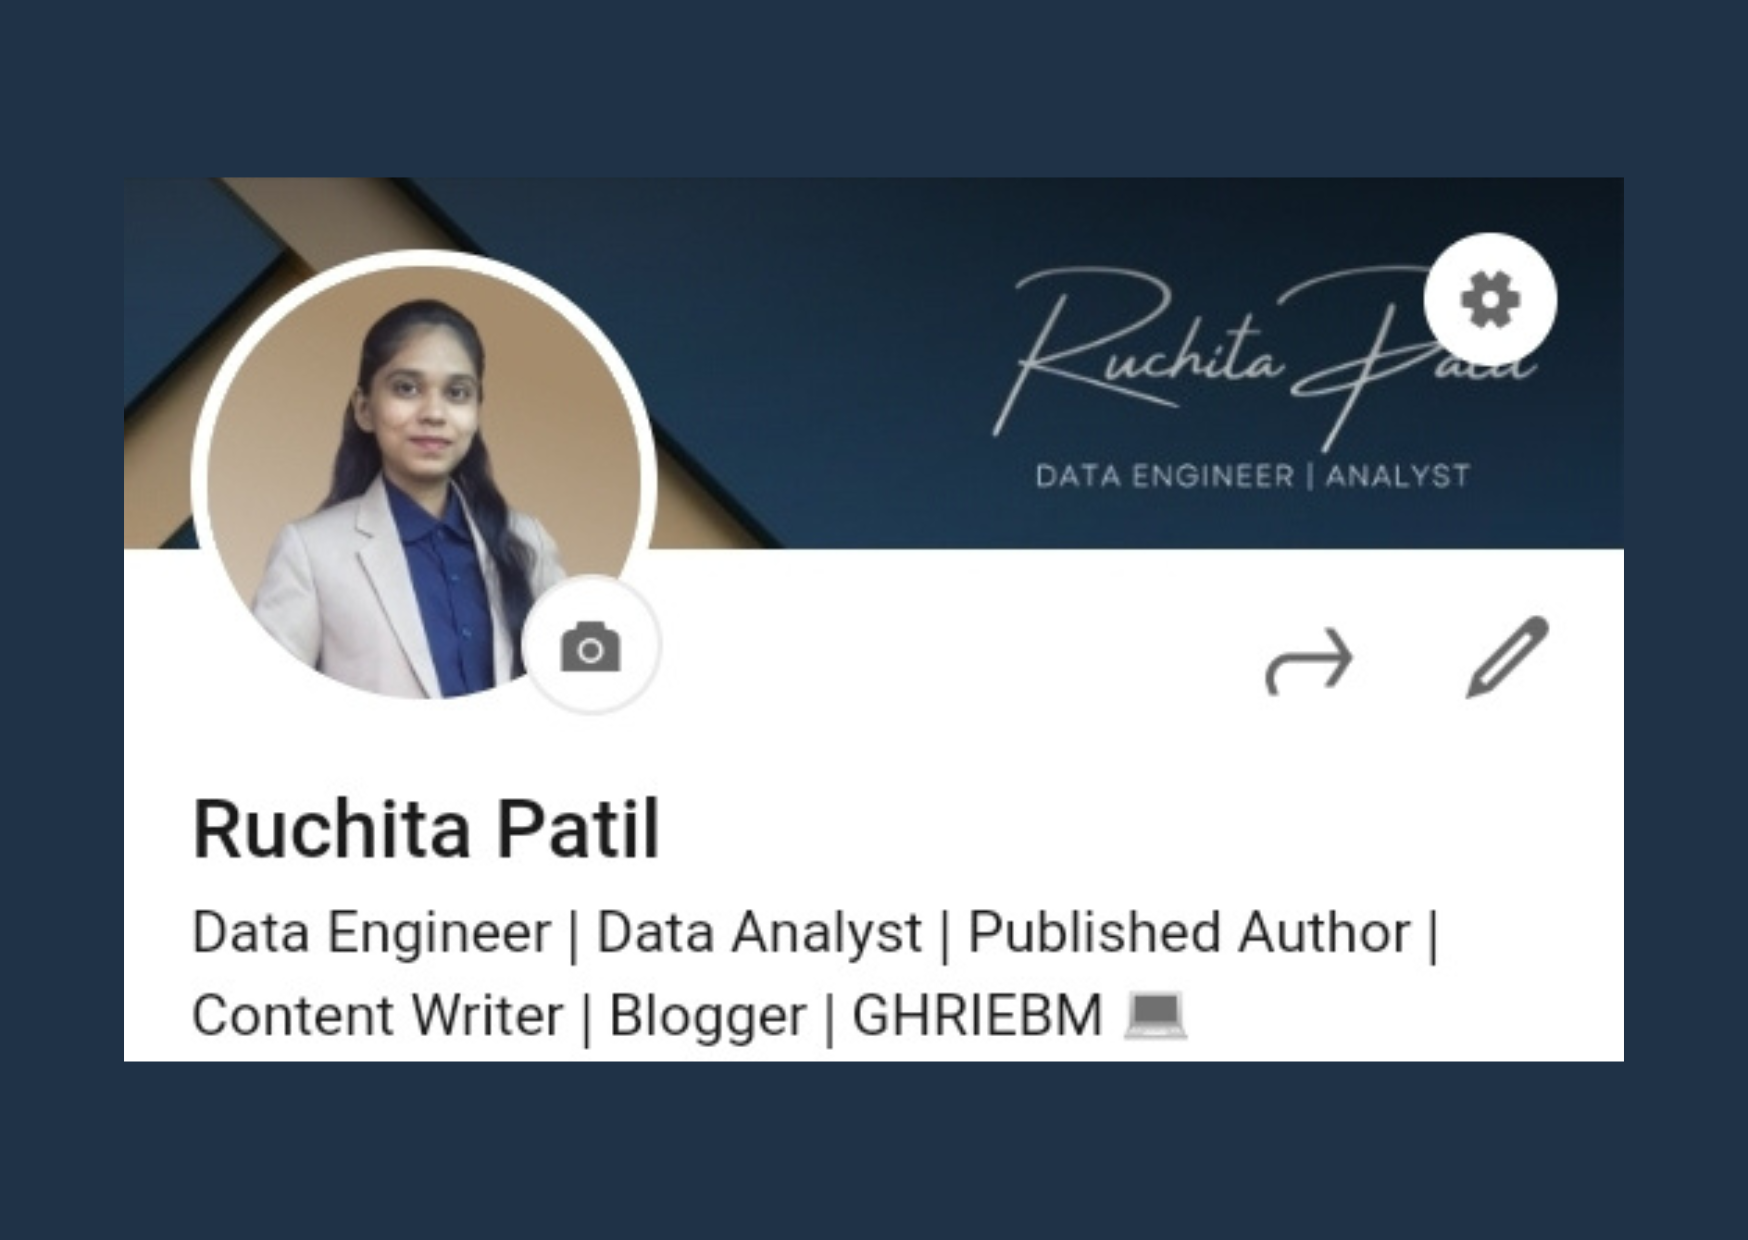 Ruchita Patil
DATA ENGINEER | ANALYST
Ruchita Patil
Data Engineer | Data Analyst | Published Author |
Content Writer | Blogger | GHRIEBM 💻